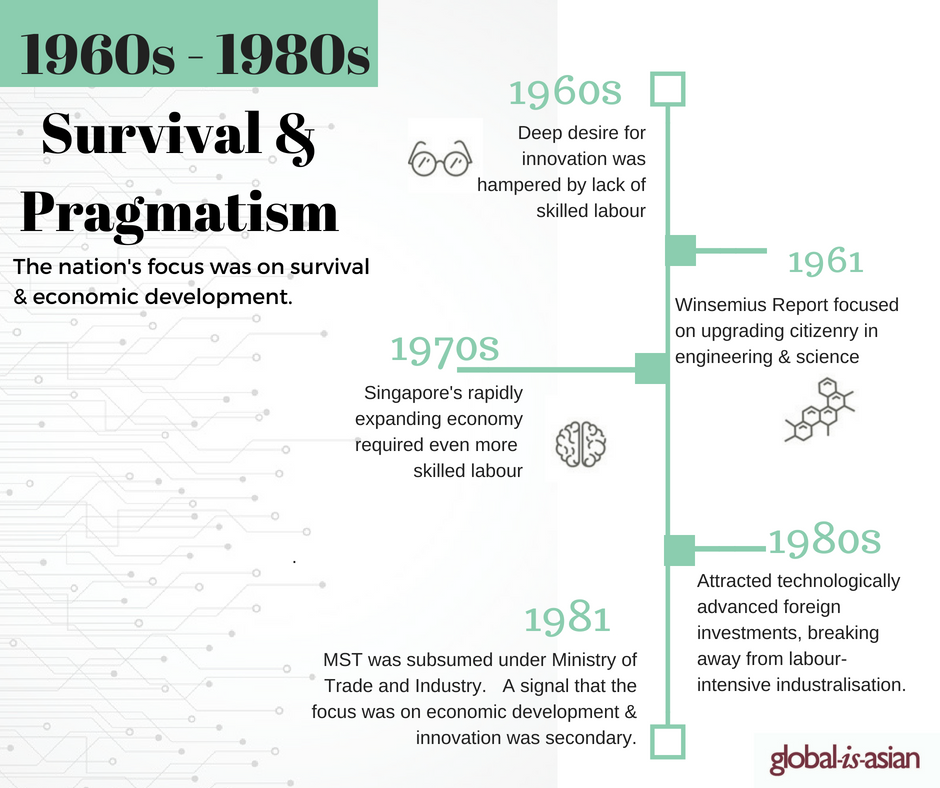 1960s - 1980s
Survival &
Pragmatism
The nation's focus was on survival
& economic development.
1960s
Deep desire for
innovation was
hampered by lack of
skilled labour
1961
Winsemius Report focused
on upgrading citizenry in
engineering & science
1970s
Singapore's rapidly
expanding economy
required even more
skilled labour
1980s
Attracted technologically
advanced foreign
investments, breaking
away from labour-
intensive industralisation.
1981
MST was subsumed under Ministry of
Trade and Industry. A signal that the
focus was on economic development &
innovation was secondary.
.
global-is-asian